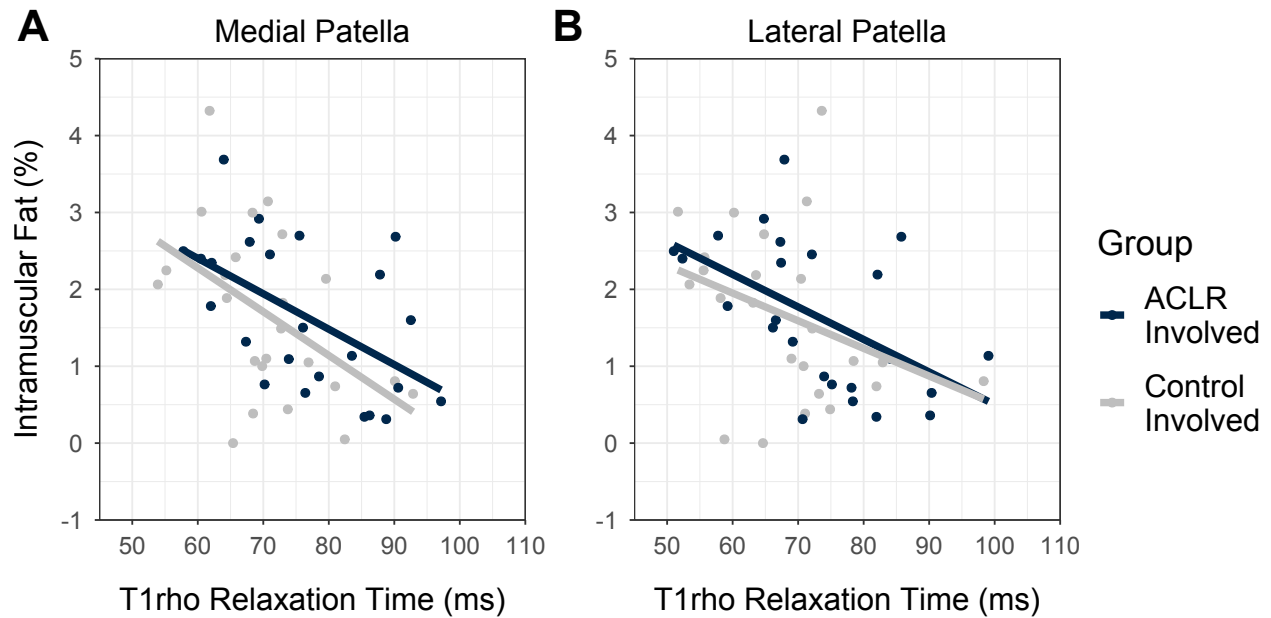 A
Medial Patella
5
4
3
2
1
0
-1
Intramuscular Fat (%)
50 60 70 80 90 100 110
T1rho Relaxation Time (ms)
B
Lateral Patella
5
4
3
2
1
0
-1
50 60 70 80 90 100 110
T1rho Relaxation Time (ms)
Group
ACLR
Involved
Control
Involved